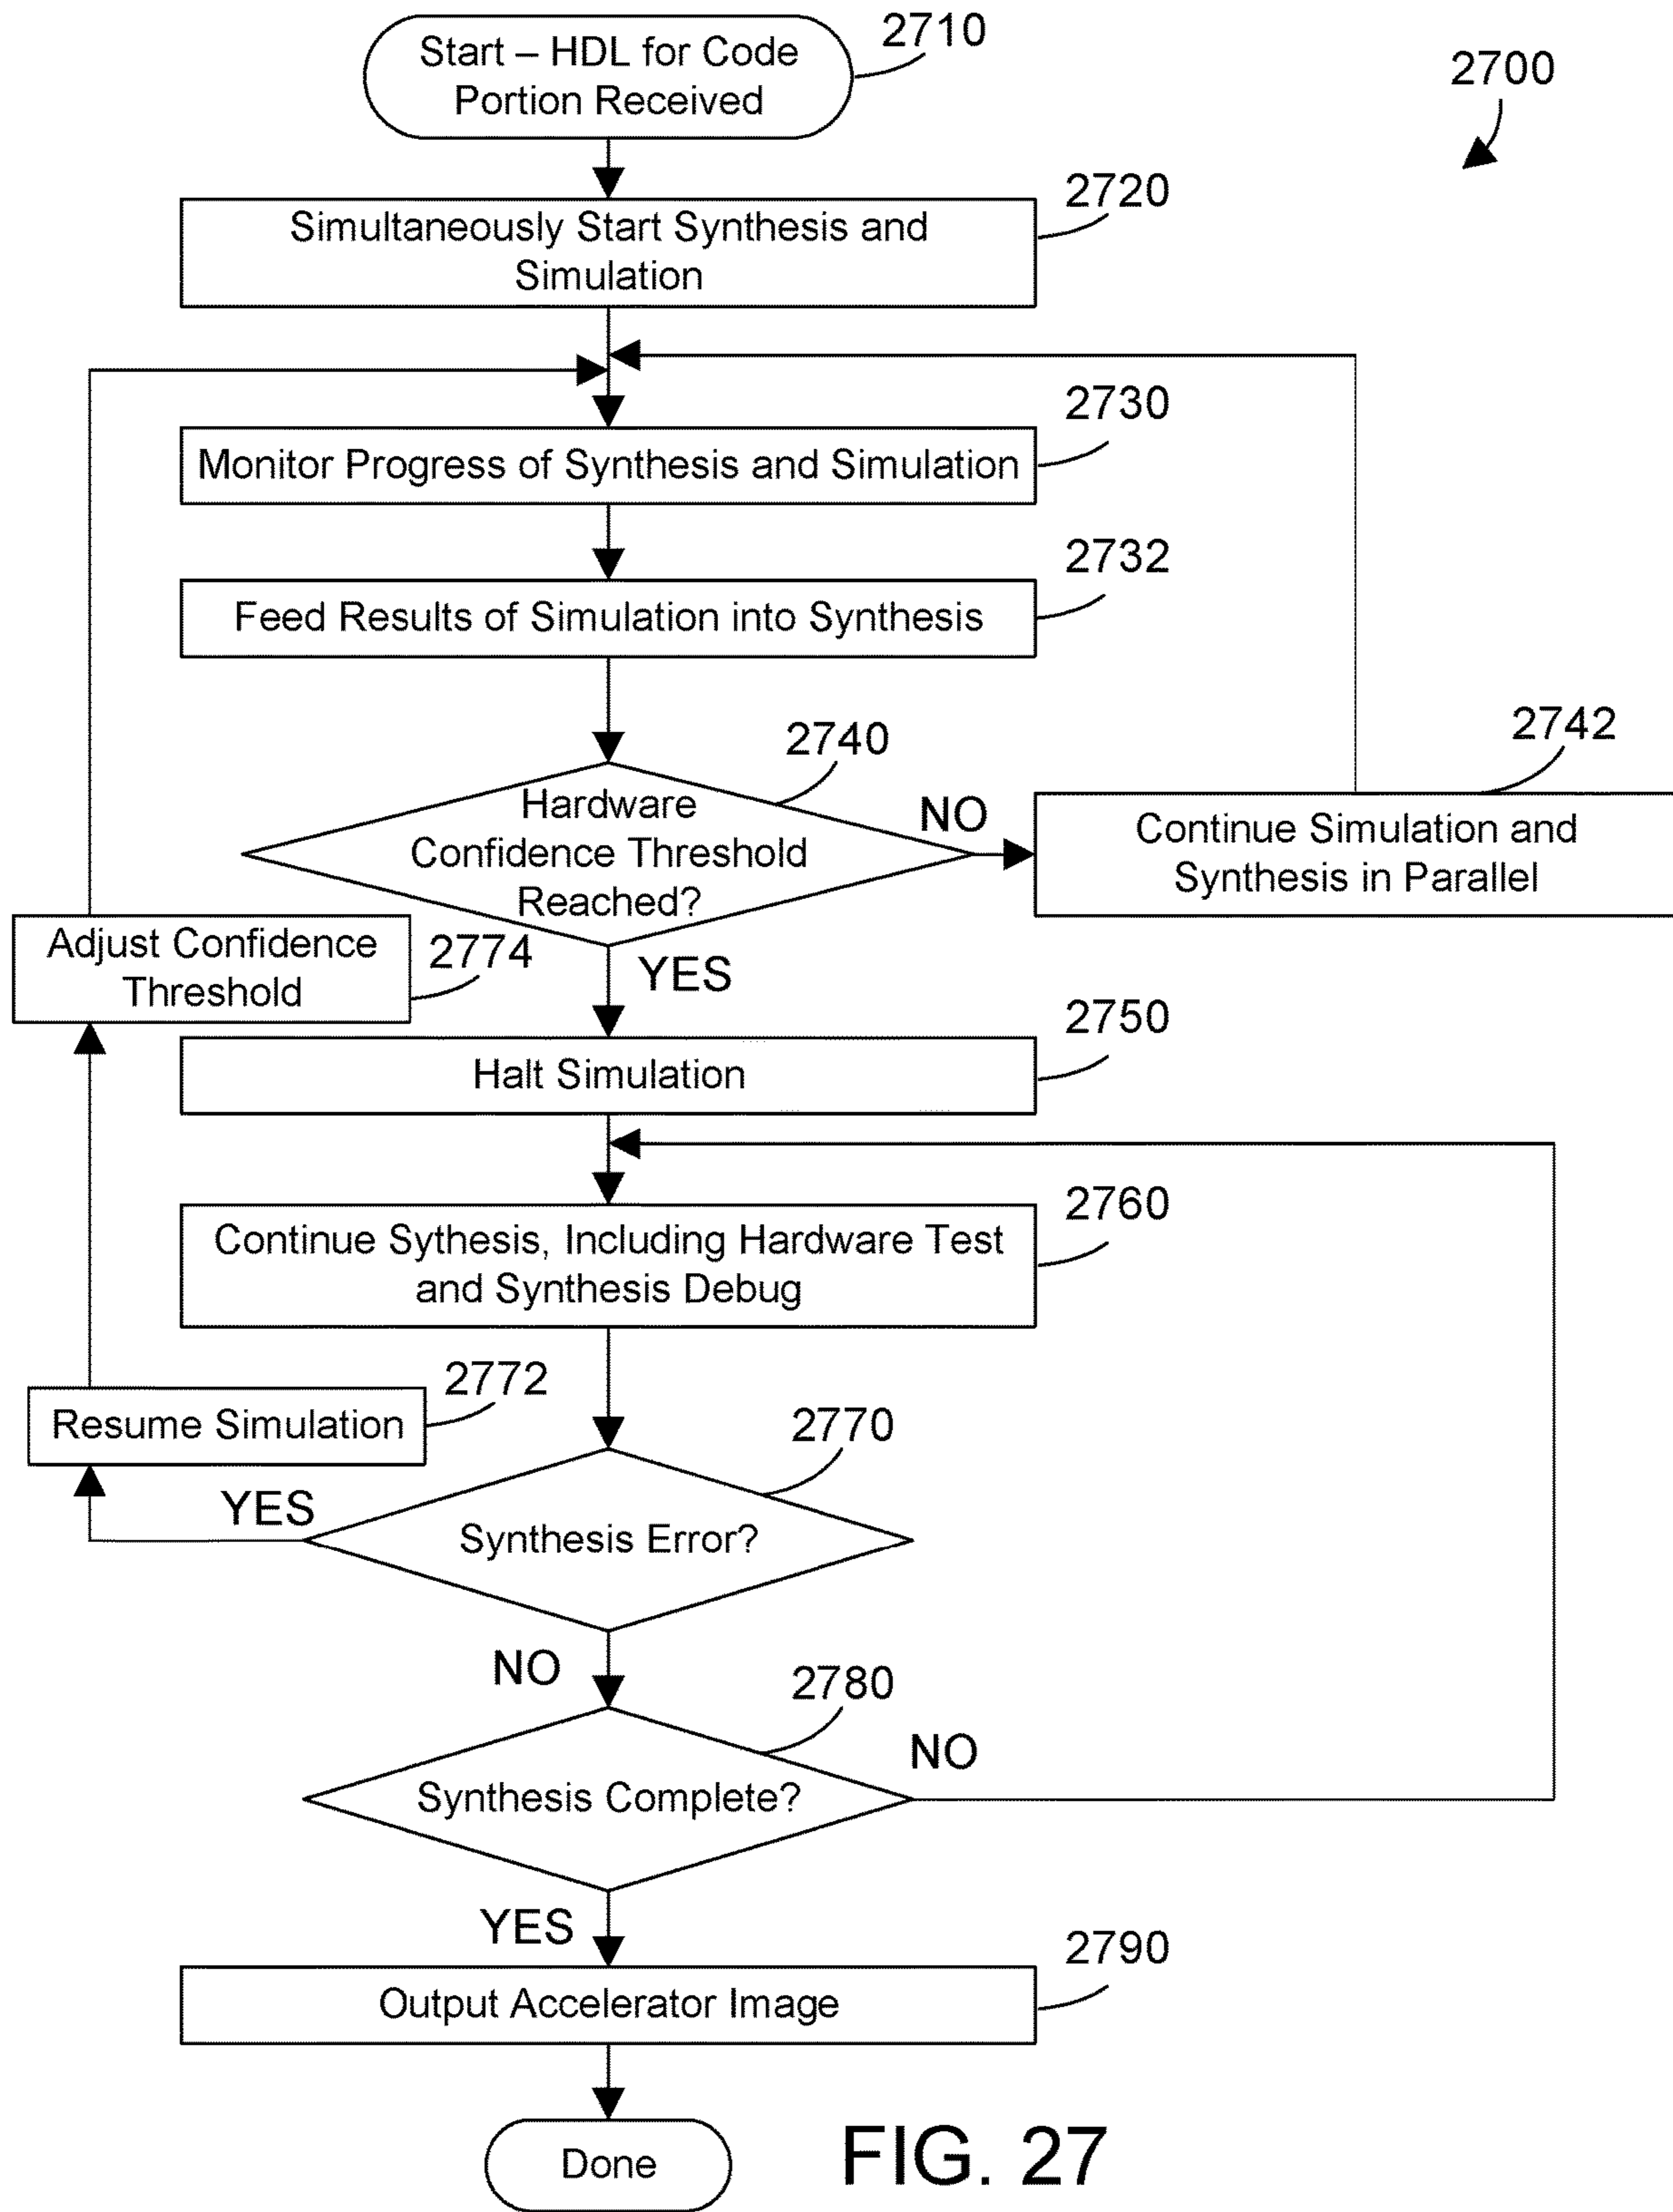 2710
Start – HDL for Code
Portion Received
2700
2720
Simultaneously Start Synthesis and
Simulation
2730
Monitor Progress of Synthesis and Simulation
2732
Feed Results of Simulation into Synthesis
2740
Hardware
Confidence Threshold
Reached?
NO
2742
Continue Simulation and
Synthesis in Parallel
YES
Adjust Confidence
Threshold
2774
2750
Halt Simulation
2760
Continue Sythesis, Including Hardware Test
and Synthesis Debug
2772
Resume Simulation
2770
Synthesis Error?
YES
NO
2780
Synthesis Complete?
NO
YES
2790
Output Accelerator Image
Done
FIG. 27